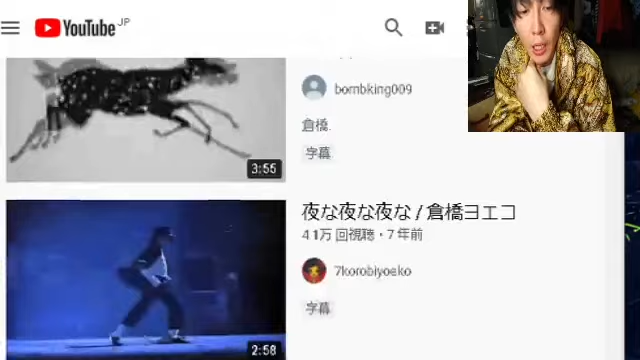 YouTube JP
bornbking009
倉橋.
字幕
3:55
夜な夜な夜な / 倉橋ヨエコ
41万 回視聴・7 年前
7korobiyoeko
字幕
2:58